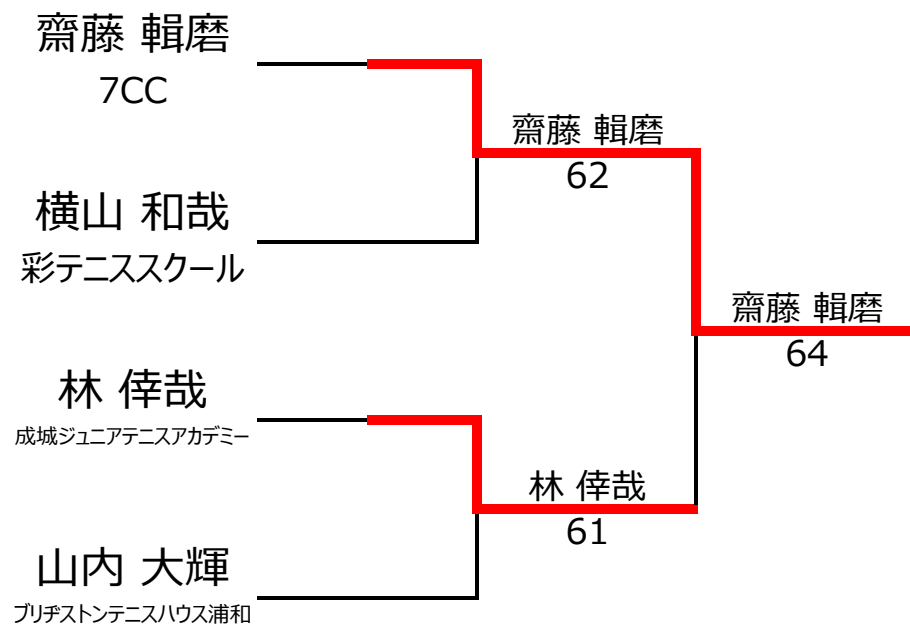 齋藤 輯磨
7CC
横山 和哉
彩テニススクール
林 倖哉
成城ジュニアテニスアカデミー
山内 大輝
ブリヂストンテニスハウス浦和
齋藤 輯磨
62
林 倖哉
61
齋藤 輯磨
64